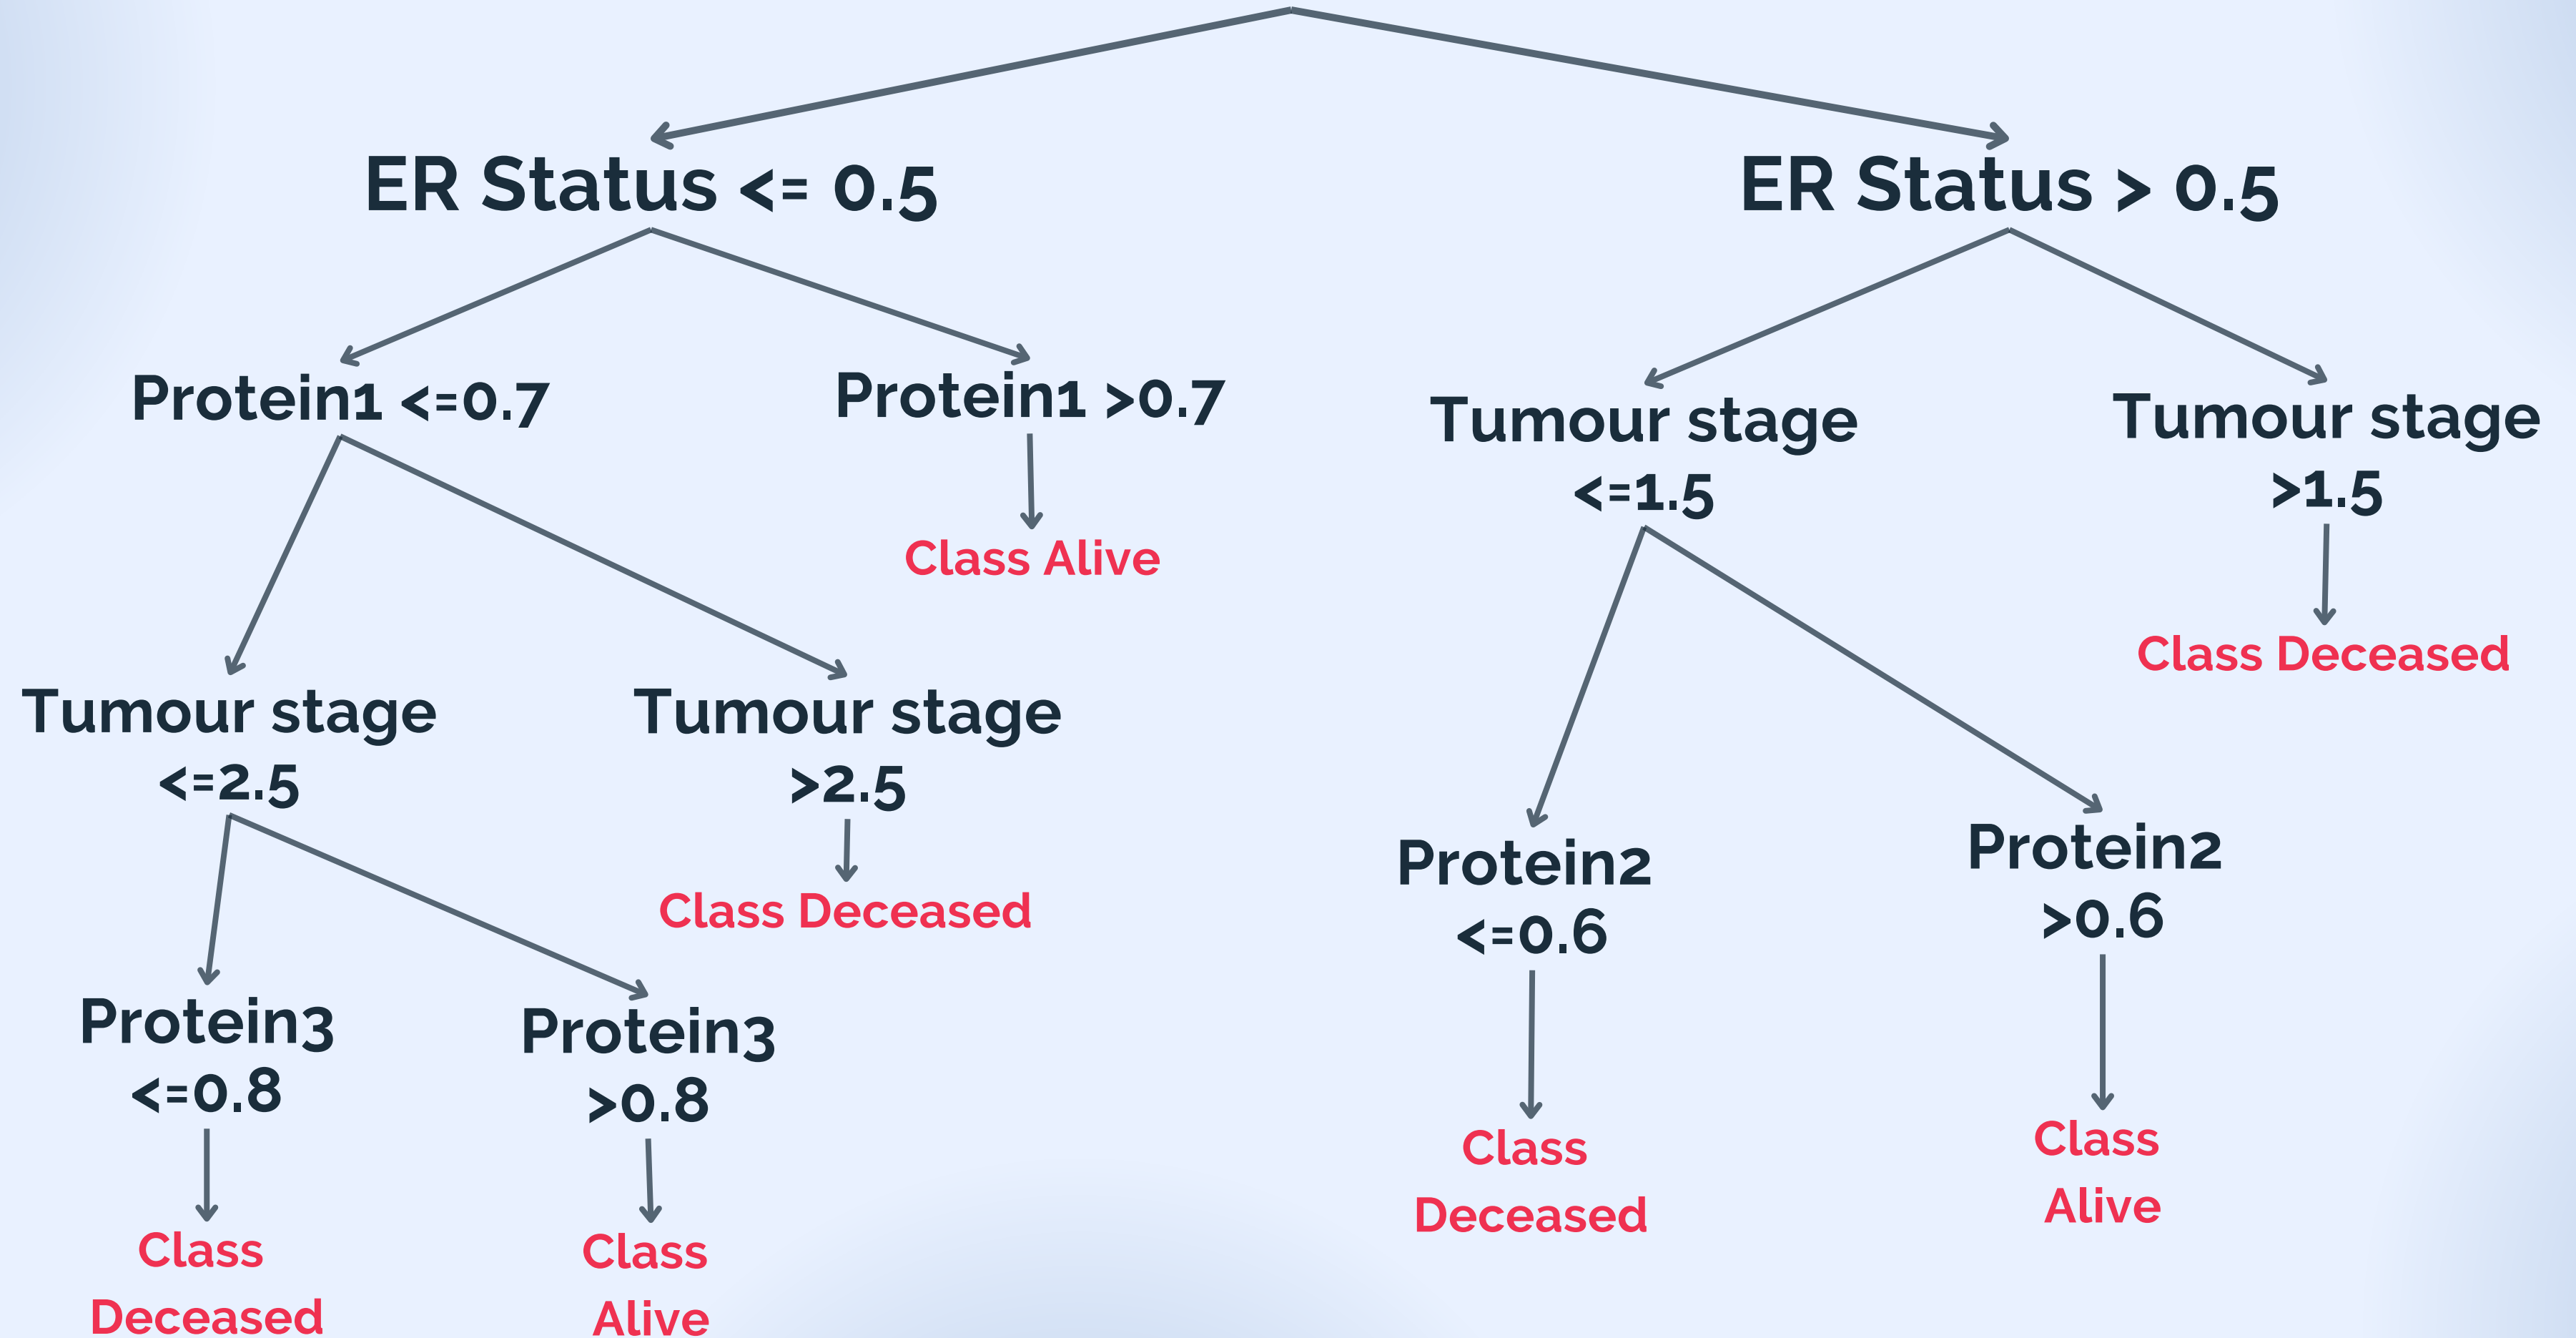 ER Status <= 0.5
ER Status > 0.5
Protein1 <=0.7
Protein1 >0.7
Tumour stage
<=1.5
Tumour stage
>1.5
Class Alive
Class Deceased
Tumour stage
<=2.5
Tumour stage
>2.5
Protein2
<=0.6
Protein2
>0.6
Class Deceased
Protein3
<=0.8
Protein3
>0.8
Class
Deceased
Class
Alive
Class
Deceased
Class
Alive